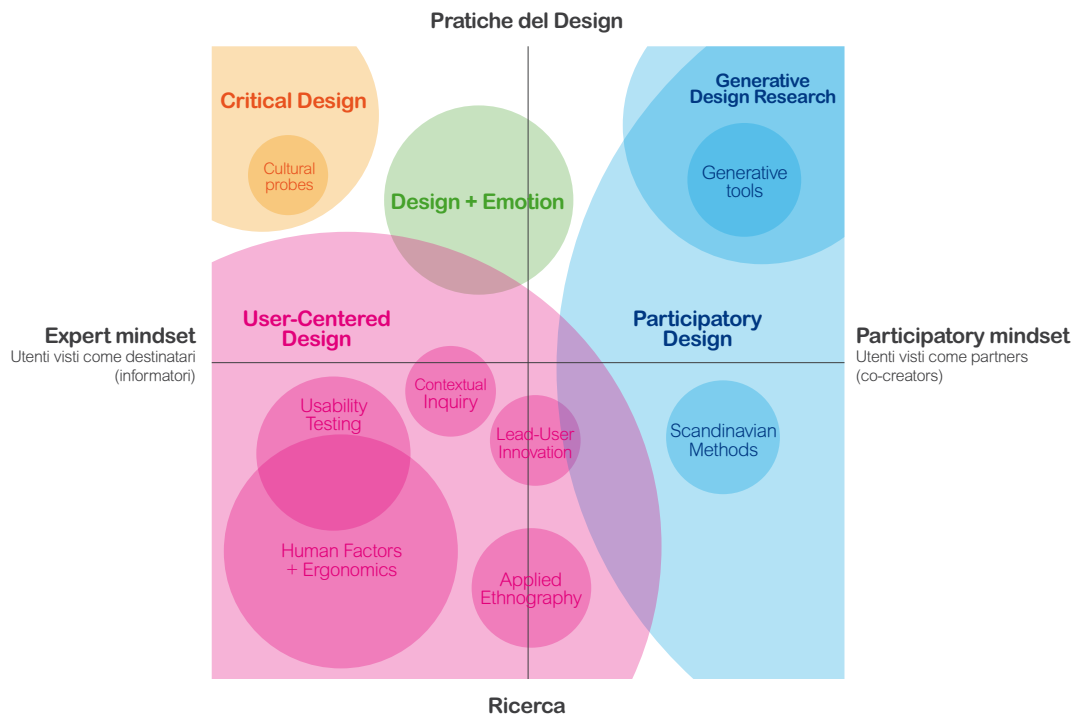 Pratiche del Design
Critical Design
Cultural
probes
Design + Emotion
Generative
Design Research
Generative
tools
User-Centered
Design
Participatory
Design
Expert mindset
Utenti visti come destinatari
(informatori)
Participatory mindset
Utenti visti come partners
(co-creators)
Contextual
Inquiry
Usability
Testing
Lead-User
Innovation
Scandinavian
Methods
Human Factors
+ Ergonomics
Applied
Ethnography
Ricerca